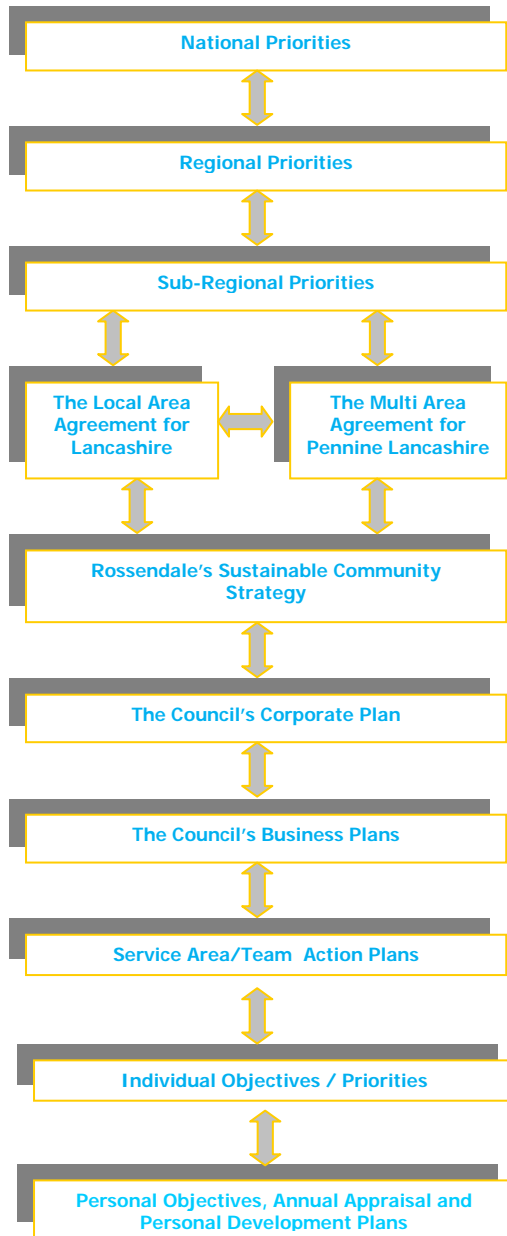 National Priorities
Regional Priorities
Sub-Regional Priorities
The Local Area
Agreement for
Lancashire
The Multi Area
Agreement for
Pennine Lancashire
Rossendale's Sustainable Community
Strategy
The Council's Corporate Plan
The Council's Business Plans
Service Area/Team Action Plans
Individual Objectives / Priorities
Personal Objectives, Annual Appraisal and
Personal Development Plans